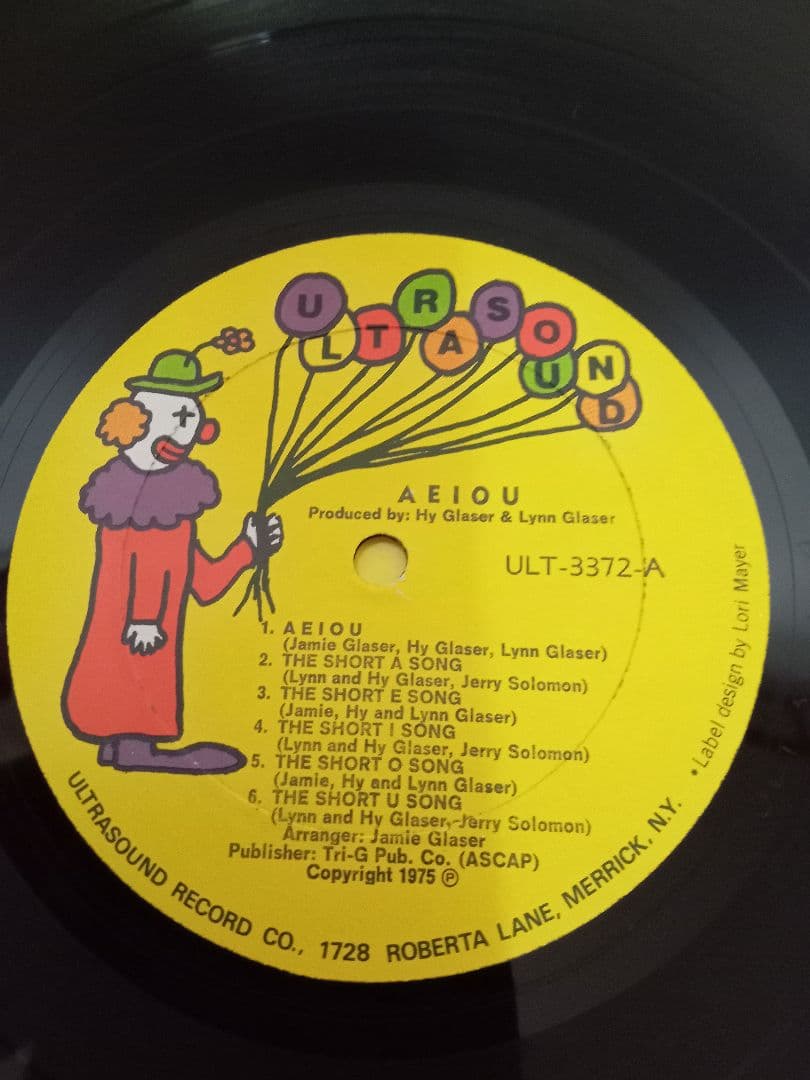 ULTRASOUND
A E I O U
Produced by: Hy Glaser & Lynn Glaser
ULT-3372-A
1. A E I O U
(Jamie Glaser, Hy Glaser, Lynn Glaser)
2. THE SHORT A SONG
(Lynn and Hy Glaser, Jerry Solomon)
3. THE SHORT E SONG
(Jamie, Hy and Lynn Glaser)
4. THE SHORT I SONG
(Lynn and Hy Glaser, Jerry Solomon)
5. THE SHORT O SONG
(Jamie, Hy and Lynn Glaser)
6. THE SHORT U SONG
(Lynn and Hy Glaser, Jerry Solomon)
Arranger: Jamie Glaser
Publisher: Tri-G Pub. Co. (ASCAP)
Copyright 1975 ℗
ULTRASOUND RECORD CO., 1728 ROBERTA LANE, MERRICK, N.Y.
• Label design by Lori Mayer